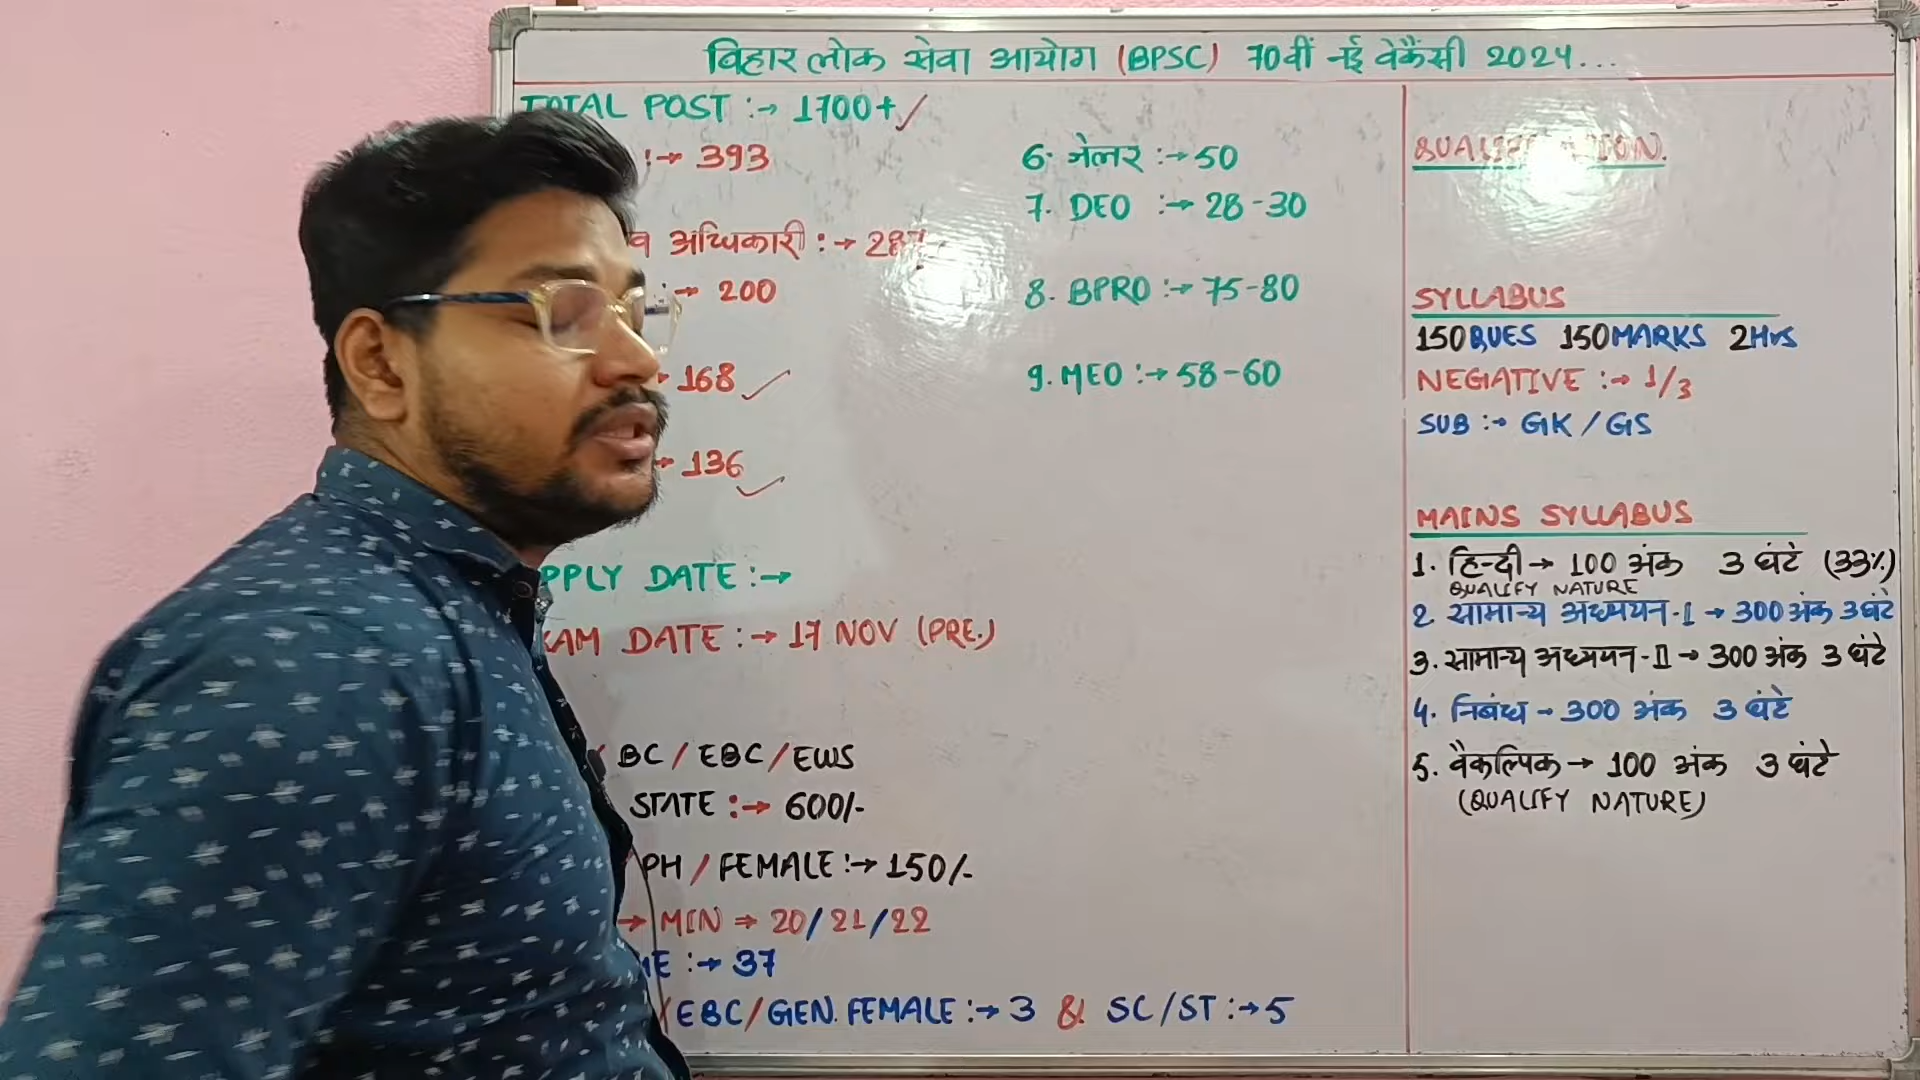 बिहार लोक सेवा आयोग (BPSC) 70वीं नई वेकैंसी 2024...
TOTAL POST :→ 1700+ ✓
:→ 393
व अधिकारी :→ 287
:→ 200
→ 168 ✓
→ 136 ✓
6. जेलर :→ 50
7. DEO :→ 28-30
8. BPRO :→ 75-80
9. MEO :→ 58-60
PPLY DATE :→
XAM DATE :→ 17 NOV (PRE.)
BC / EBC / EWS
STATE :→ 600/-
PH / FEMALE :→ 150/-
→ MIN → 20/21/22
:→ 37
/ EBC/GEN. FEMALE :→ 3 & SC/ST :→ 5
QUALIFICATION.
SYLLABUS
150QUES 150MARKS 2Hrs
NEGATIVE :→ 1/3
SUB :→ GK / GS
MAINS SYLLABUS
1. हिन्दी → 100 अंक 3 घंटे (33%)
QUALIFY NATURE
2 सामान्य अध्ययन-I → 300 अंक 3 घंटे
3. सामान्य अध्ययन-II → 300 अंक 3 घंटे
4. निबंध → 300 अंक 3 घंटे
5. वैकल्पिक → 100 अंक 3 घंटे
(QUALIFY NATURE)